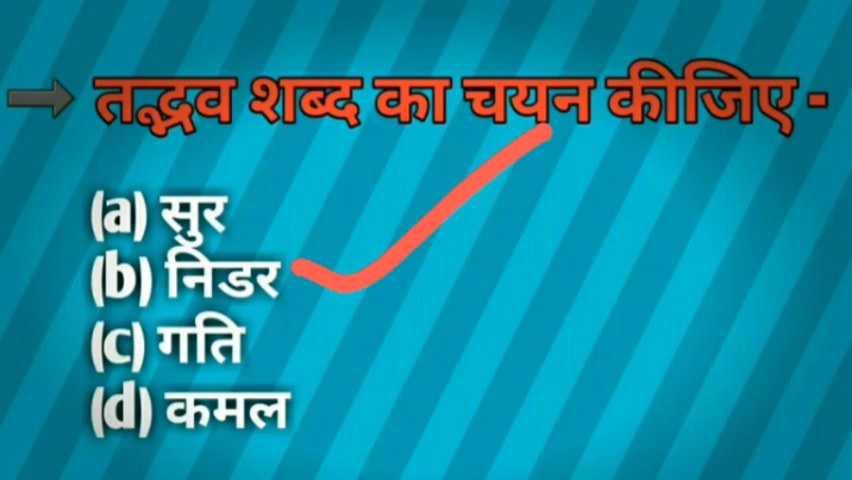 तद्भव शब्द का चयन कीजिए -
(a) सुर
(b) निडर
(c) गति
(d) कमल